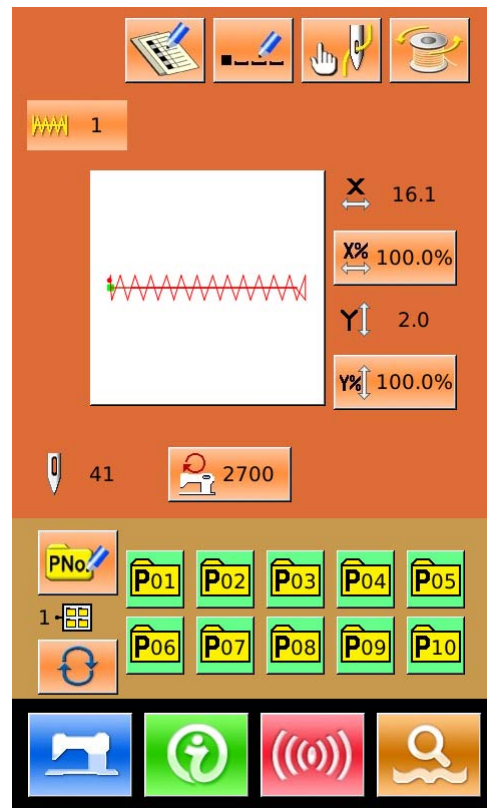 1
X 16.1
X% 100.0%
Y 2.0
Y% 100.0%
41 2700
PNo.
P01 P02 P03 P04 P05
1
P06 P07 P08 P09 P10